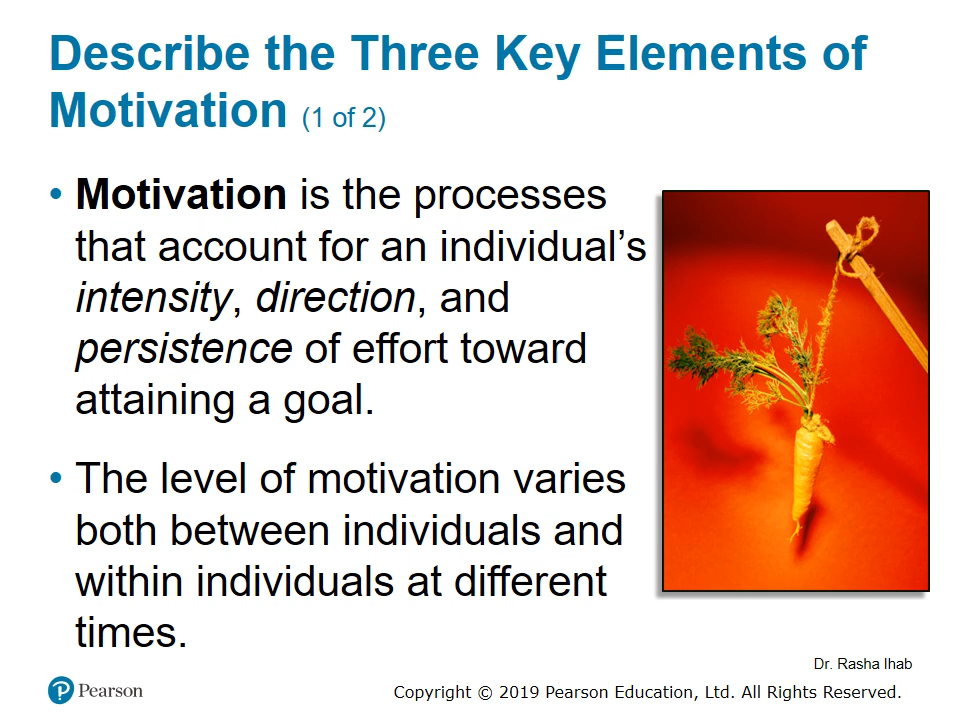 Describe the Three Key Elements of
Motivation (1 of 2)
• Motivation is the processes
that account for an individual’s
intensity, direction, and
persistence of effort toward
attaining a goal.
• The level of motivation varies
both between individuals and
within individuals at different
times.
Dr. Rasha Ihab
Pearson
Copyright © 2019 Pearson Education, Ltd. All Rights Reserved.